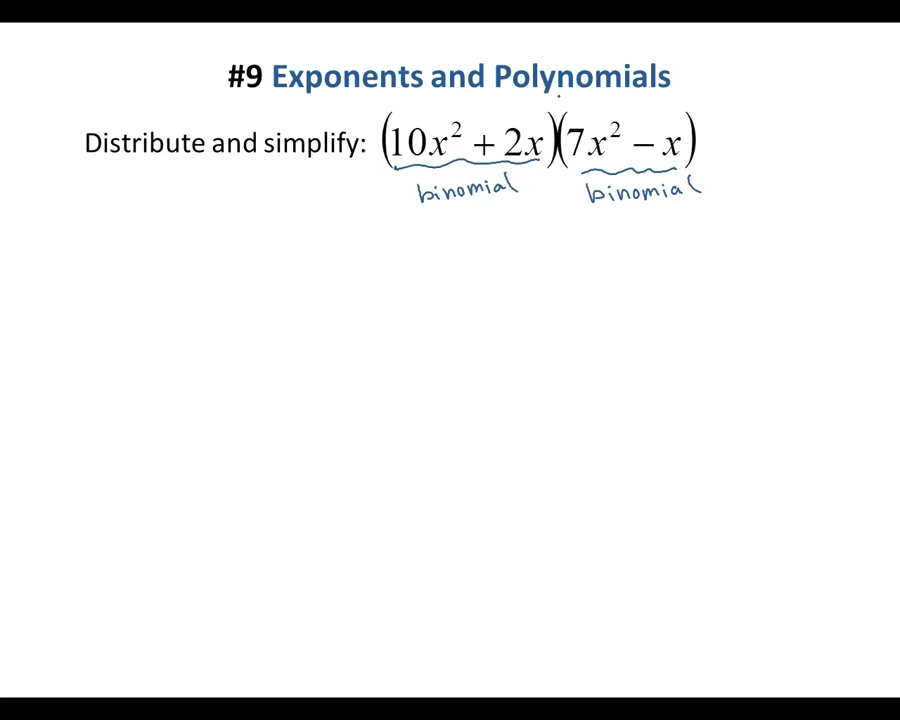 #9 Exponents and Polynomials
Distribute and simplify: (10x² + 2x)(7x² − x)
binomial binomial